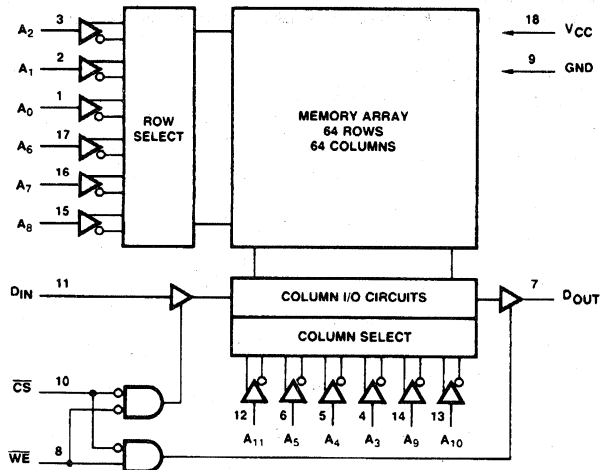 A2 3
A1 2
A0 1
A6 17
A7 16
A8 15
ROW
SELECT
MEMORY ARRAY
64 ROWS
64 COLUMNS
18 VCC
9 GND
DIN 11
COLUMN I/O CIRCUITS
COLUMN SELECT
7 DOUT
CS 10
WE 8
12 6 5 4 14 13
A11 A5 A4 A3 A9 A10